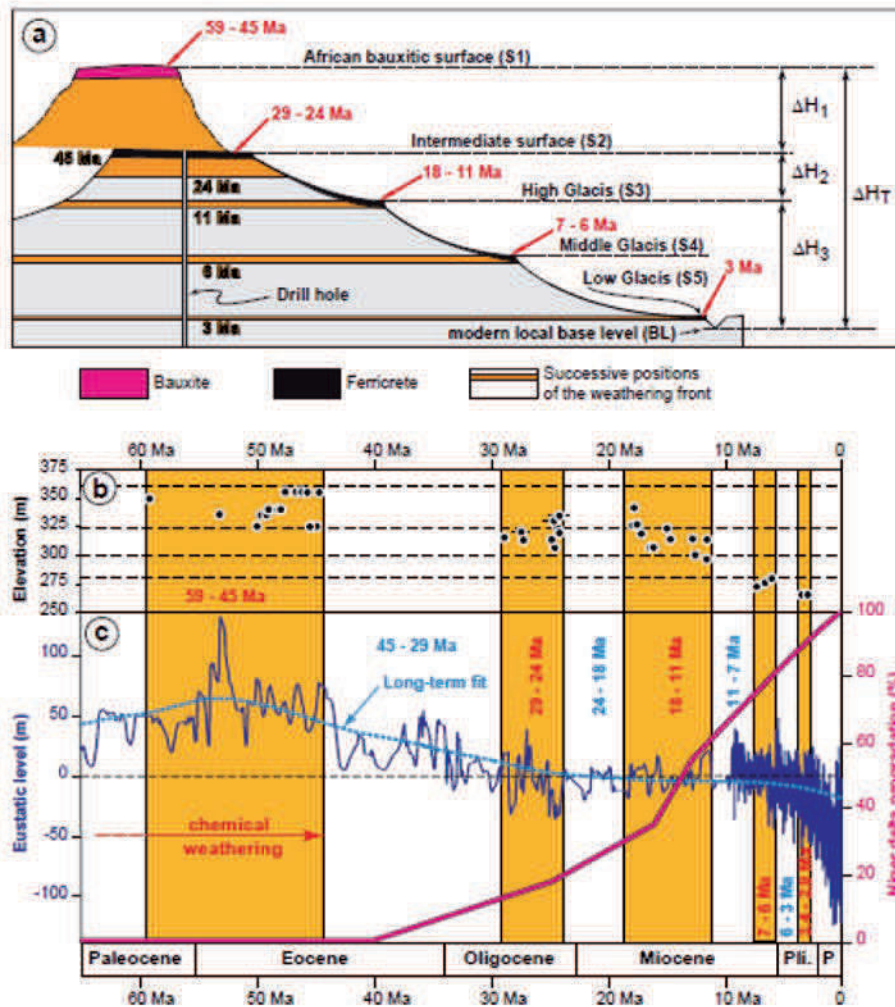 a
59 - 45 Ma
African bauxitic surface (S1)
29 - 24 Ma
ΔH1
Intermediate surface (S2)
45 Ma
18 - 11 Ma
ΔH2
24 Ma
High Glacis (S3)
ΔHT
11 Ma
7 - 6 Ma
Middle Glacis (S4)
ΔH3
6 Ma
Low Glacis (S5)
3 Ma
Drill hole
3 Ma
modern local base level (BL)
Bauxite
Ferricrete
Successive positions
of the weathering front
60 Ma 50 Ma 40 Ma 30 Ma 20 Ma 10 Ma 0
b
Elevation (m)
375
350
325
300
275
250
59 - 45 Ma
c
Eustatic level (m)
100
50
0
-50
-100
45 - 29 Ma
Long-term fit
29 - 24 Ma
24 - 18 Ma
18 - 11 Ma
11 - 7 Ma
7 - 6 Ma
6 - 3 Ma
chemical
weathering
100
80
60
40
20
0
Niger delta
(%)
Paleocene Eocene Oligocene Miocene Pli. P
60 Ma 50 Ma 40 Ma 30 Ma 20 Ma 10 Ma 0